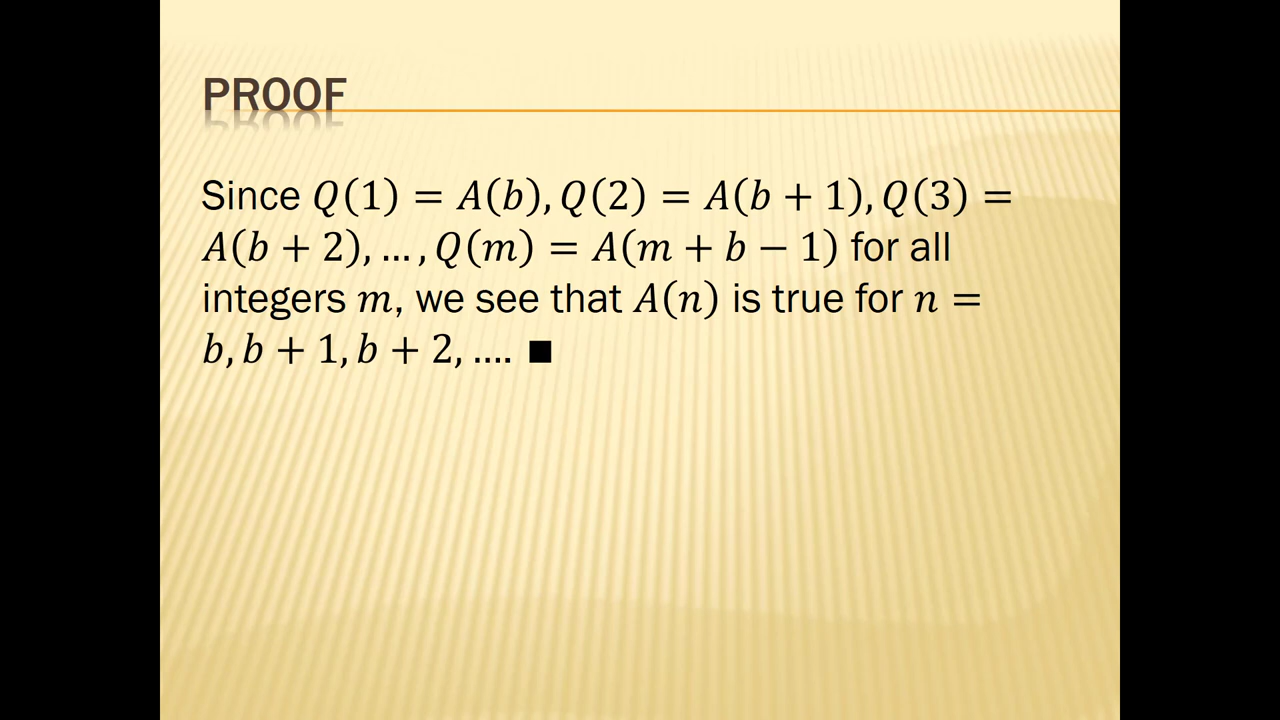 PROOF
Since Q(1) = A(b), Q(2) = A(b + 1), Q(3) =
A(b + 2), … , Q(m) = A(m + b − 1) for all
integers m, we see that A(n) is true for n =
b, b + 1, b + 2, …. ■